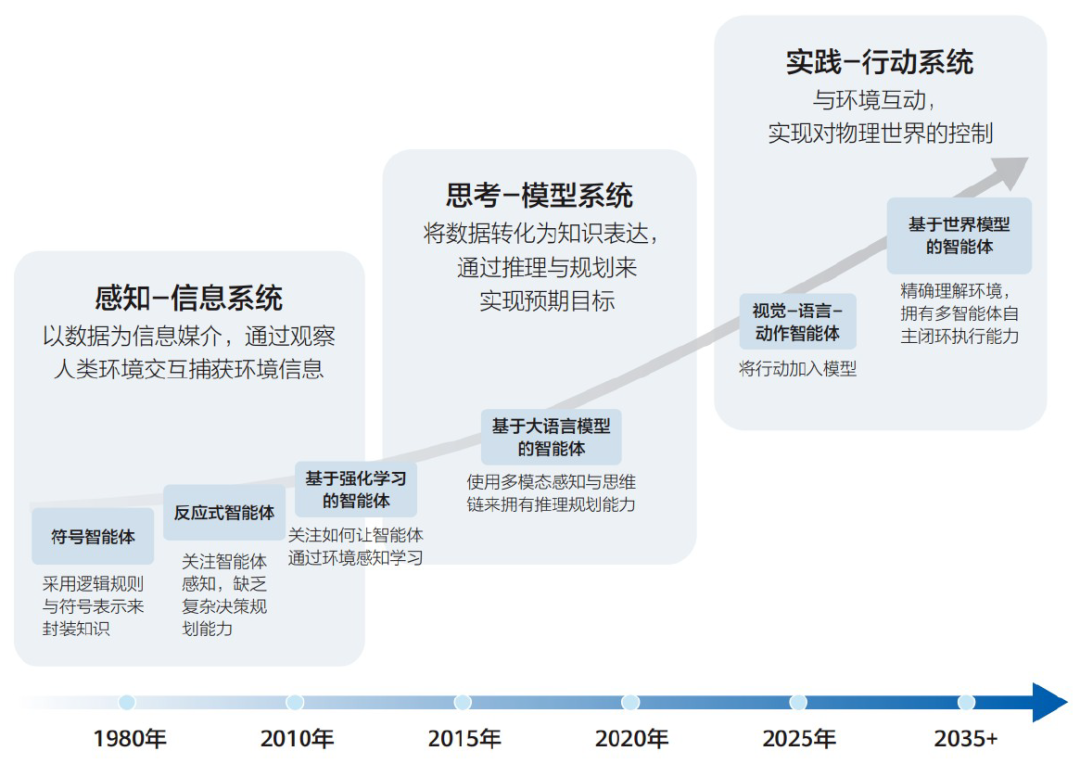 实践-行动系统
与环境互动，
实现对物理世界的控制
思考-模型系统
将数据转化为知识表达，
通过推理与规划来
实现预期目标
感知-信息系统
以数据为信息媒介，通过观察
人类环境交互捕获环境信息
基于世界模型
的智能体
精确理解环境，
拥有多智能体自
主闭环执行能力
视觉-语言-
动作智能体
将行动加入模型
基于大语言模型
的智能体
使用多模态感知与思维
链来拥有推理规划能力
基于强化学习
的智能体
关注如何让智能体
通过环境感知学习
反应式智能体
关注智能体
感知，缺乏
复杂决策规
划能力
符号智能体
采用逻辑规则
与符号表示来
封装知识
1980年
2010年
2015年
2020年
2025年
2035+